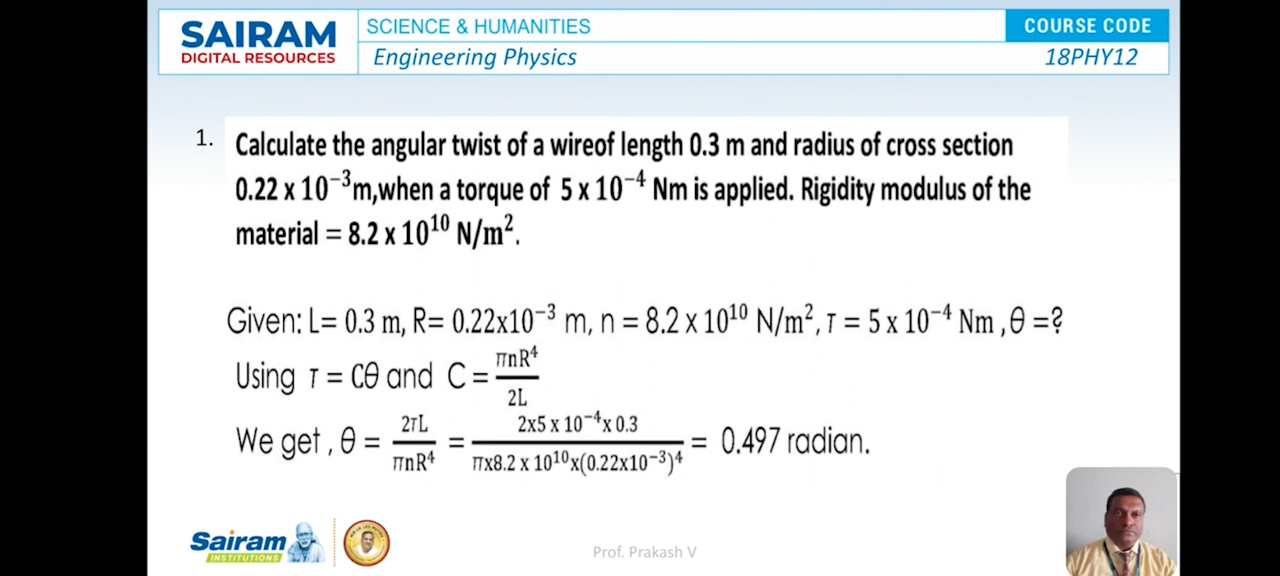 SAIRAM
DIGITAL RESOURCES
SCIENCE & HUMANITIES
COURSE CODE
Engineering Physics
18PHY12
1. Calculate the angular twist of a wireof length 0.3 m and radius of cross section
0.22 x 10⁻³m,when a torque of 5 x 10⁻⁴ Nm is applied. Rigidity modulus of the
material = 8.2 x 10¹⁰ N/m².
Given: L= 0.3 m, R= 0.22x10⁻³ m, n = 8.2 x 10¹⁰ N/m², τ = 5 x 10⁻⁴ Nm ,θ =?
Using τ = Cθ and C = πnR⁴/2L
We get , θ = 2τL/πnR⁴ = 2x5 x 10⁻⁴x 0.3/πx8.2 x 10¹⁰x(0.22x10⁻³)⁴ = 0.497 radian.
Sairam
INSTITUTIONS
Prof. Prakash V